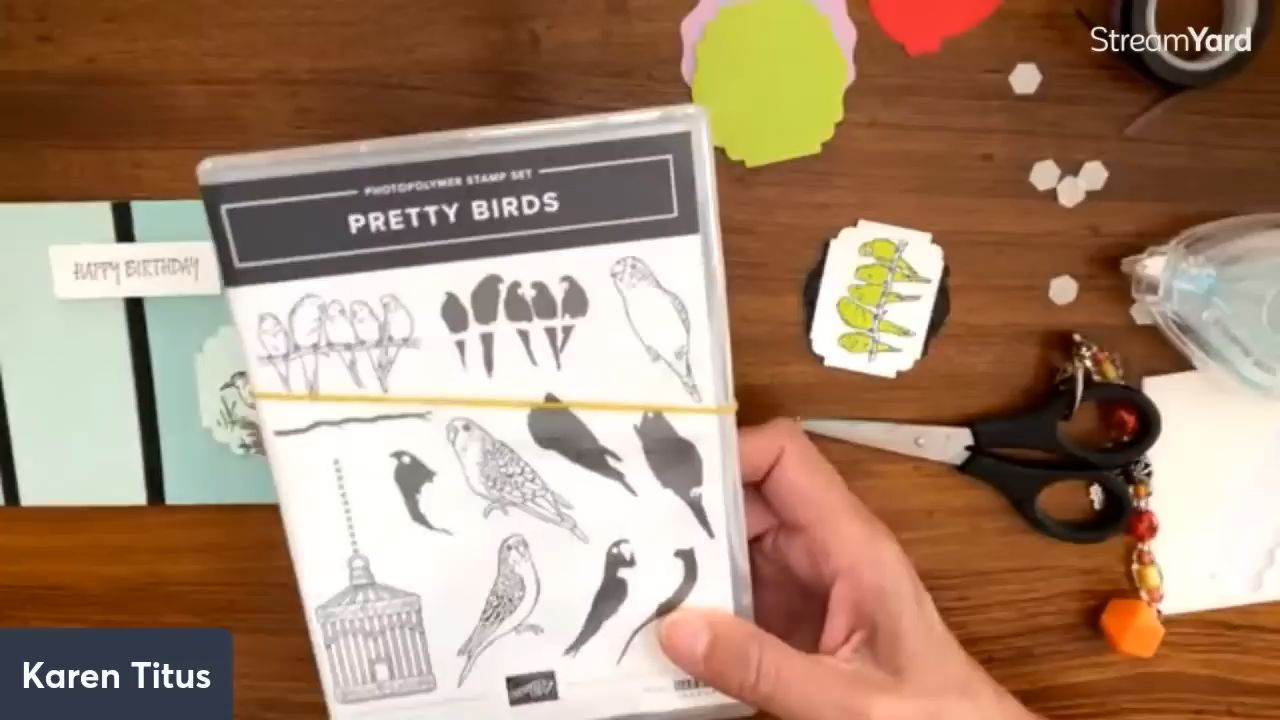 StreamYard
PHOTOPOLYMER STAMP SET
PRETTY BIRDS
HAPPY BIRTHDAY
Karen Titus